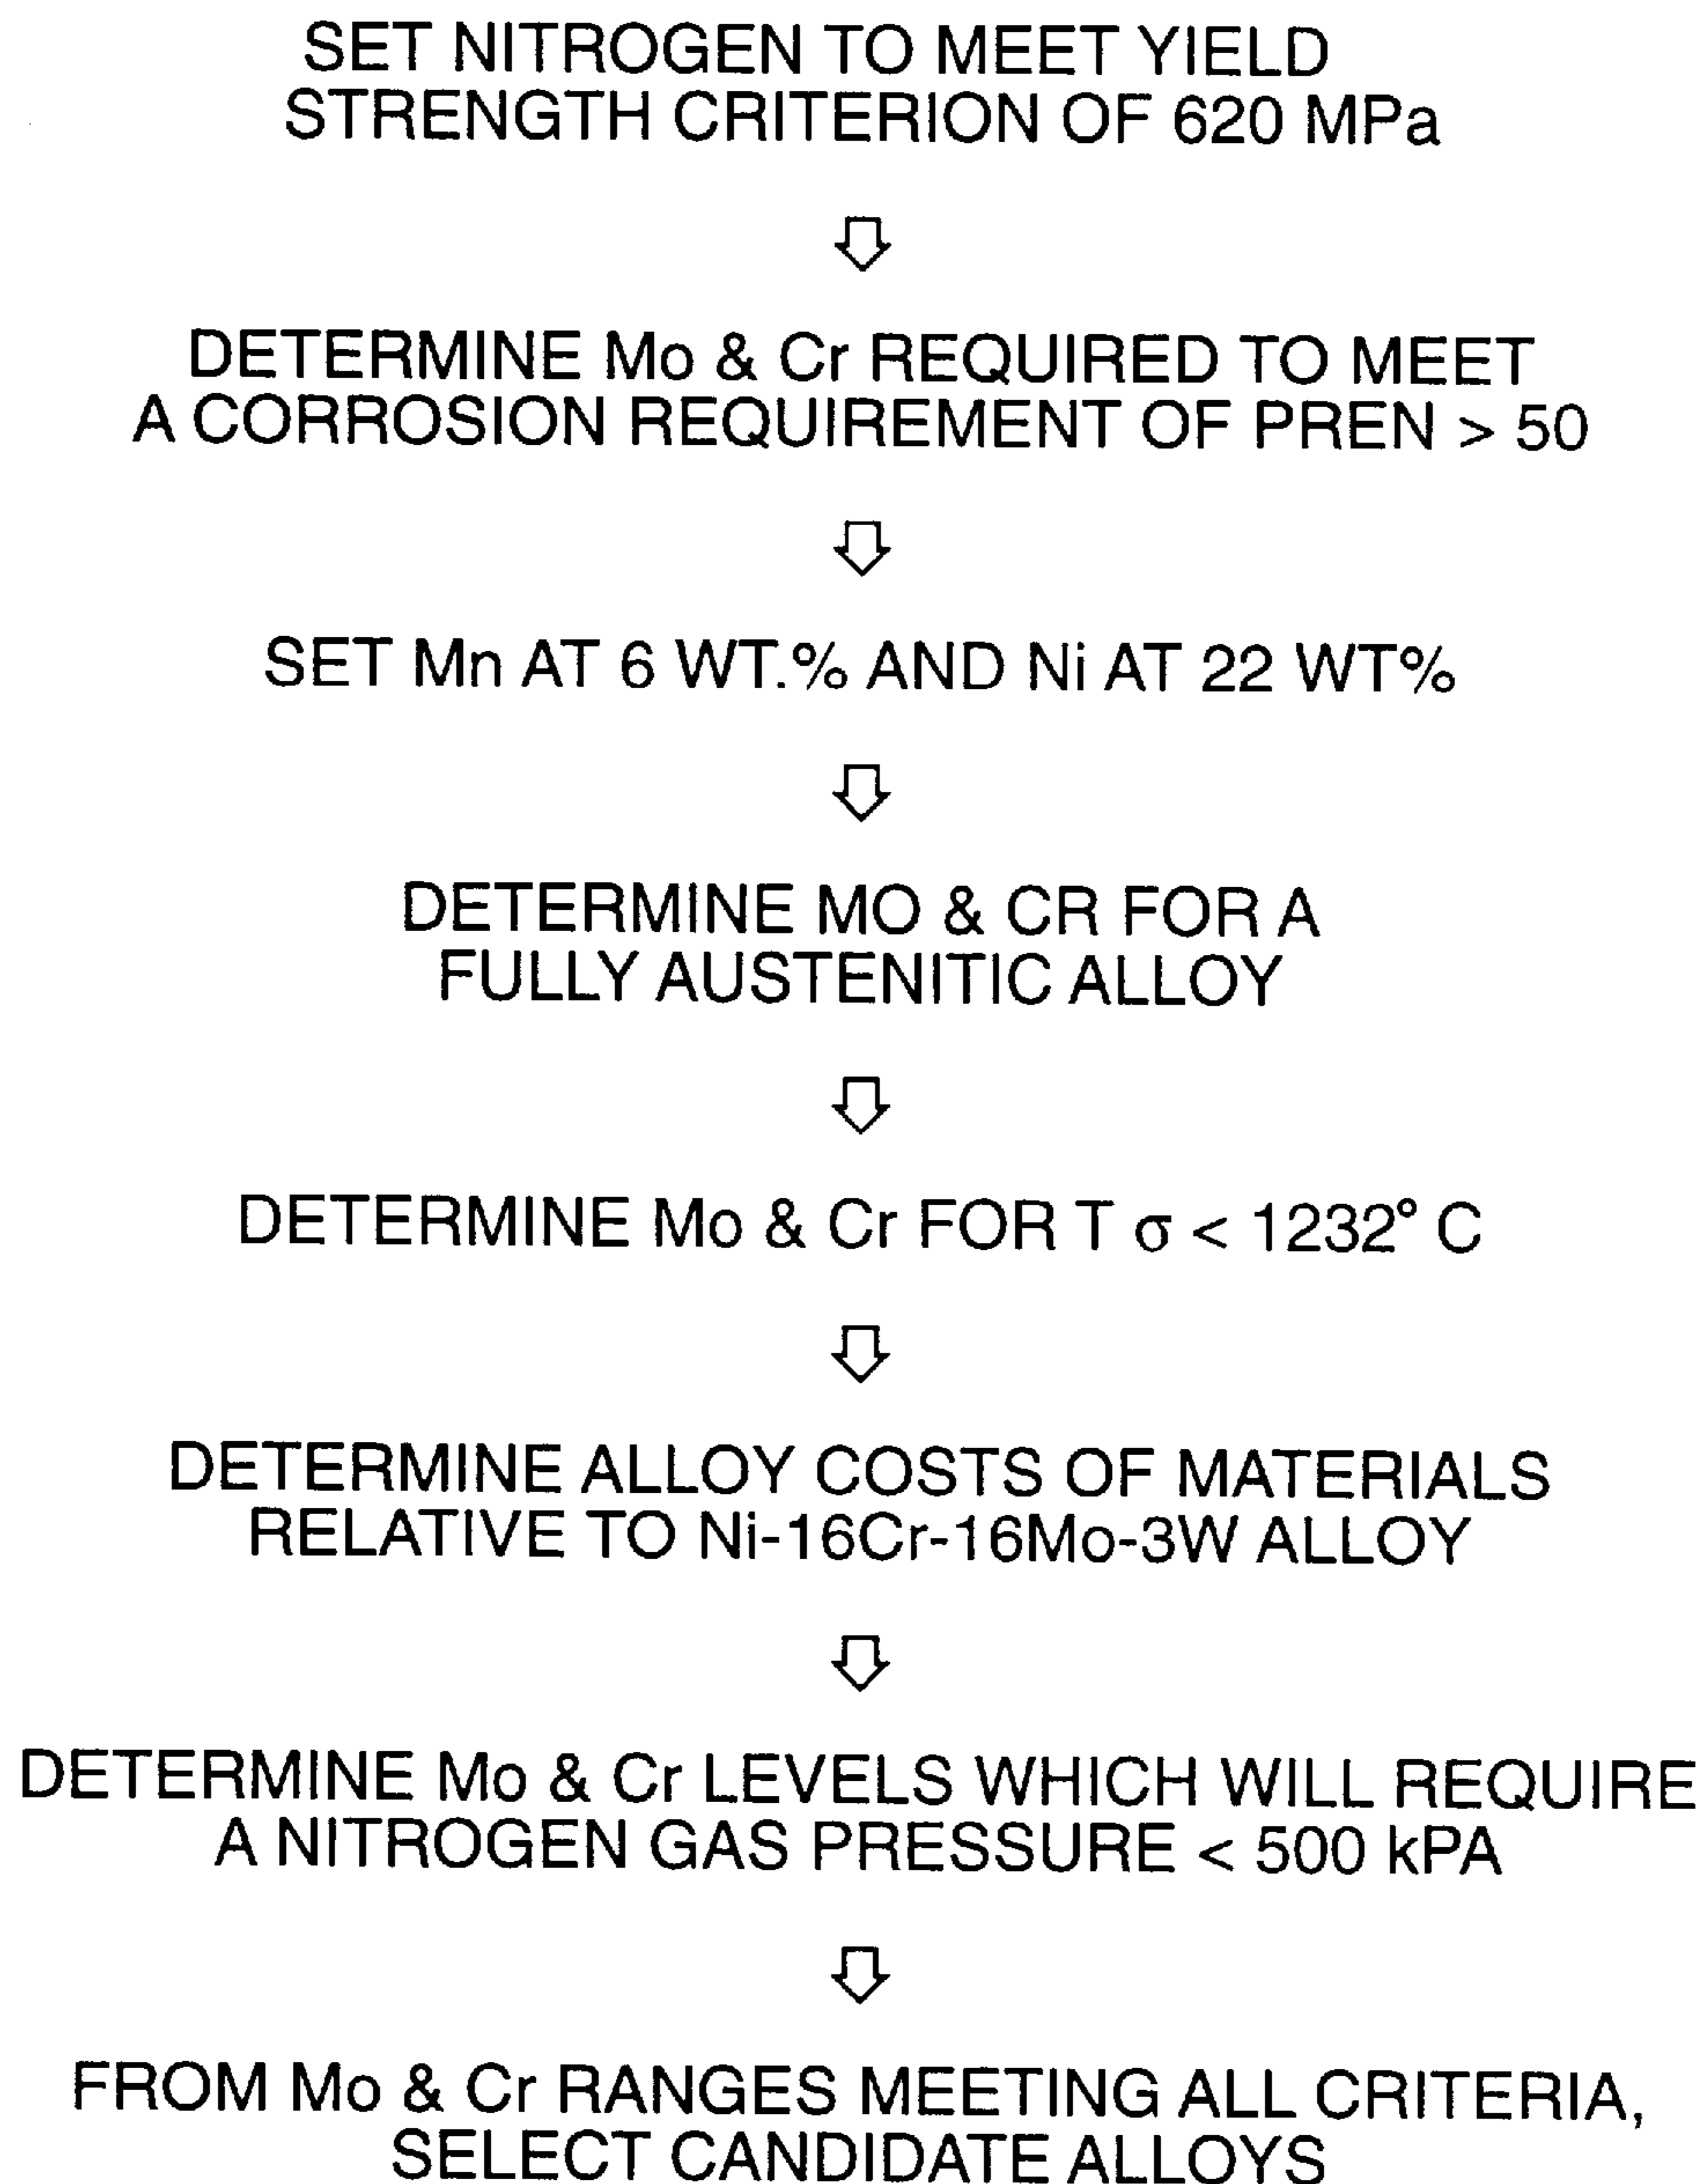 SET NITROGEN TO MEET YIELD
STRENGTH CRITERION OF 620 MPa
DETERMINE Mo & Cr REQUIRED TO MEET
A CORROSION REQUIREMENT OF PREN > 50
SET Mn AT 6 WT.% AND Ni AT 22 WT%
DETERMINE MO & CR FOR A
FULLY AUSTENITIC ALLOY
DETERMINE Mo & Cr FOR T σ < 1232° C
DETERMINE ALLOY COSTS OF MATERIALS
RELATIVE TO Ni-16Cr-16Mo-3W ALLOY
DETERMINE Mo & Cr LEVELS WHICH WILL REQUIRE
A NITROGEN GAS PRESSURE < 500 kPA
FROM Mo & Cr RANGES MEETING ALL CRITERIA,
SELECT CANDIDATE ALLOYS